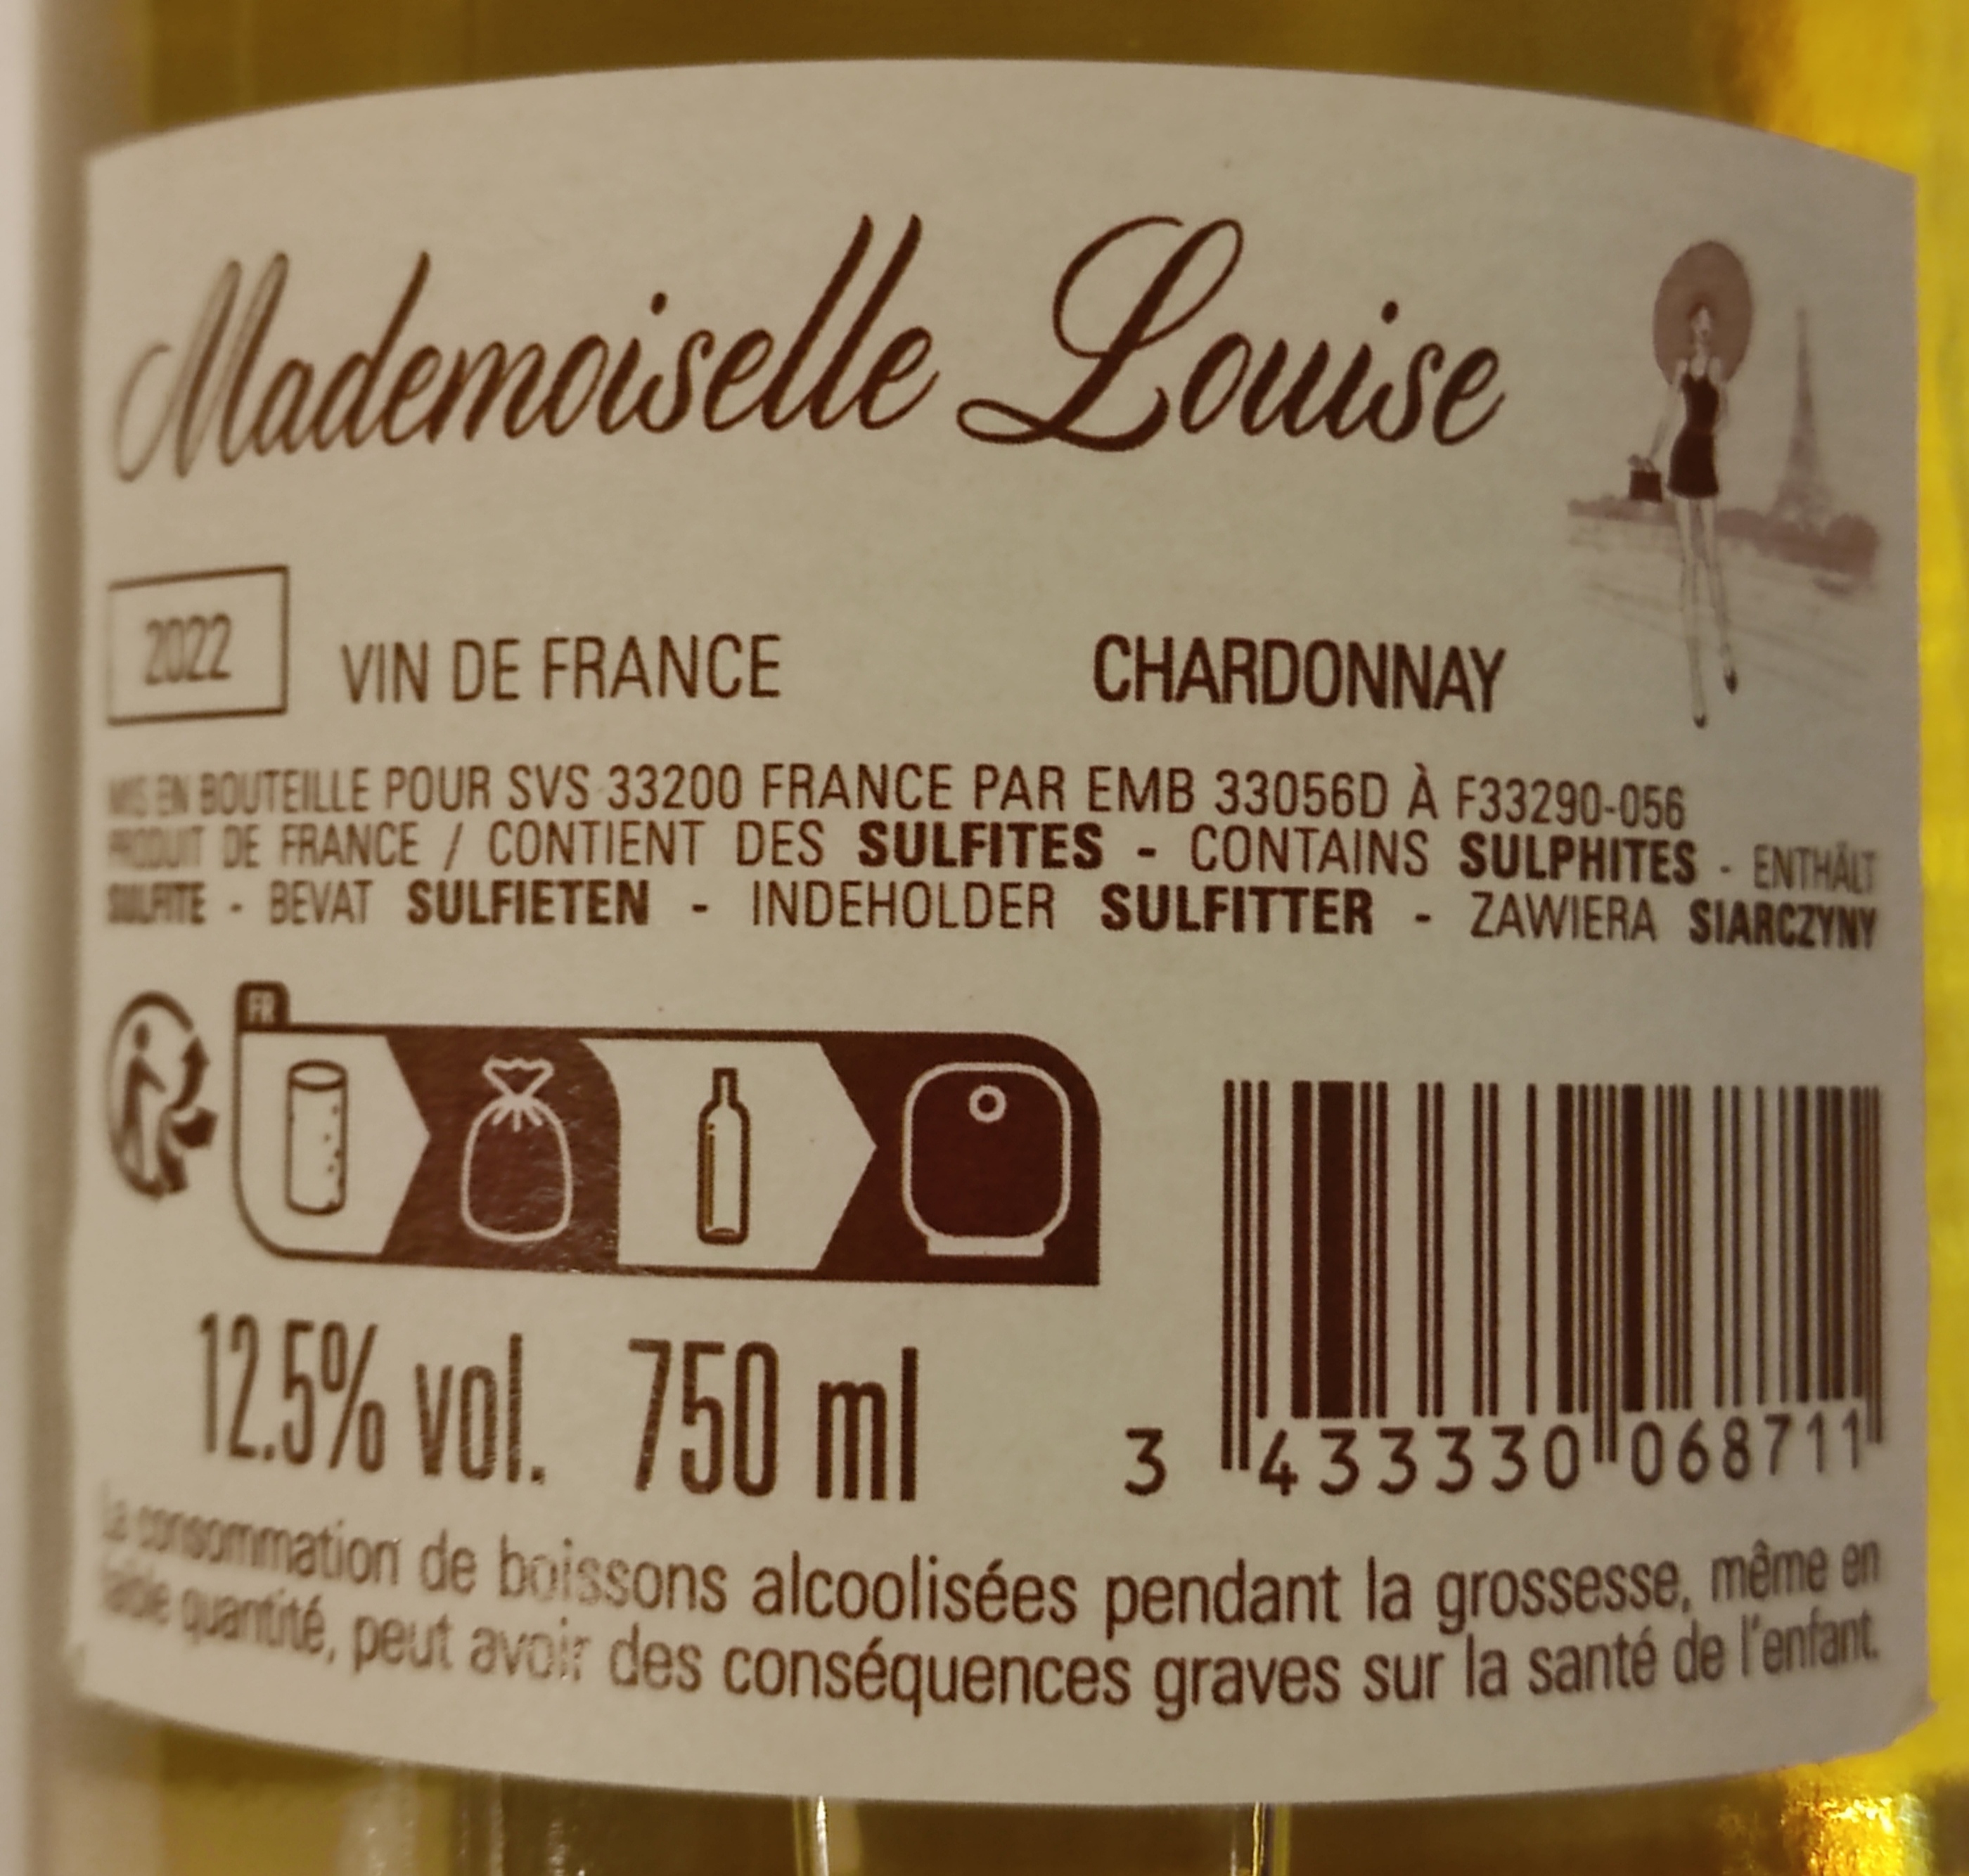 Mademoiselle Louise
2022 VIN DE FRANCE CHARDONNAY
MIS EN BOUTEILLE POUR SVS 33200 FRANCE PAR EMB 33056D À F33290-056
PRODUIT DE FRANCE / CONTIENT DES SULFITES - CONTAINS SULPHITES - ENTHÄLT
SULFITE - BEVAT SULFIETEN - INDEHOLDER SULFITTER - ZAWIERA SIARCZYNY
FR
12.5% vol. 750 ml
3 433330 068711
La consommation de boissons alcoolisées pendant la grossesse, même en
faible quantité, peut avoir des conséquences graves sur la santé de l'enfant.